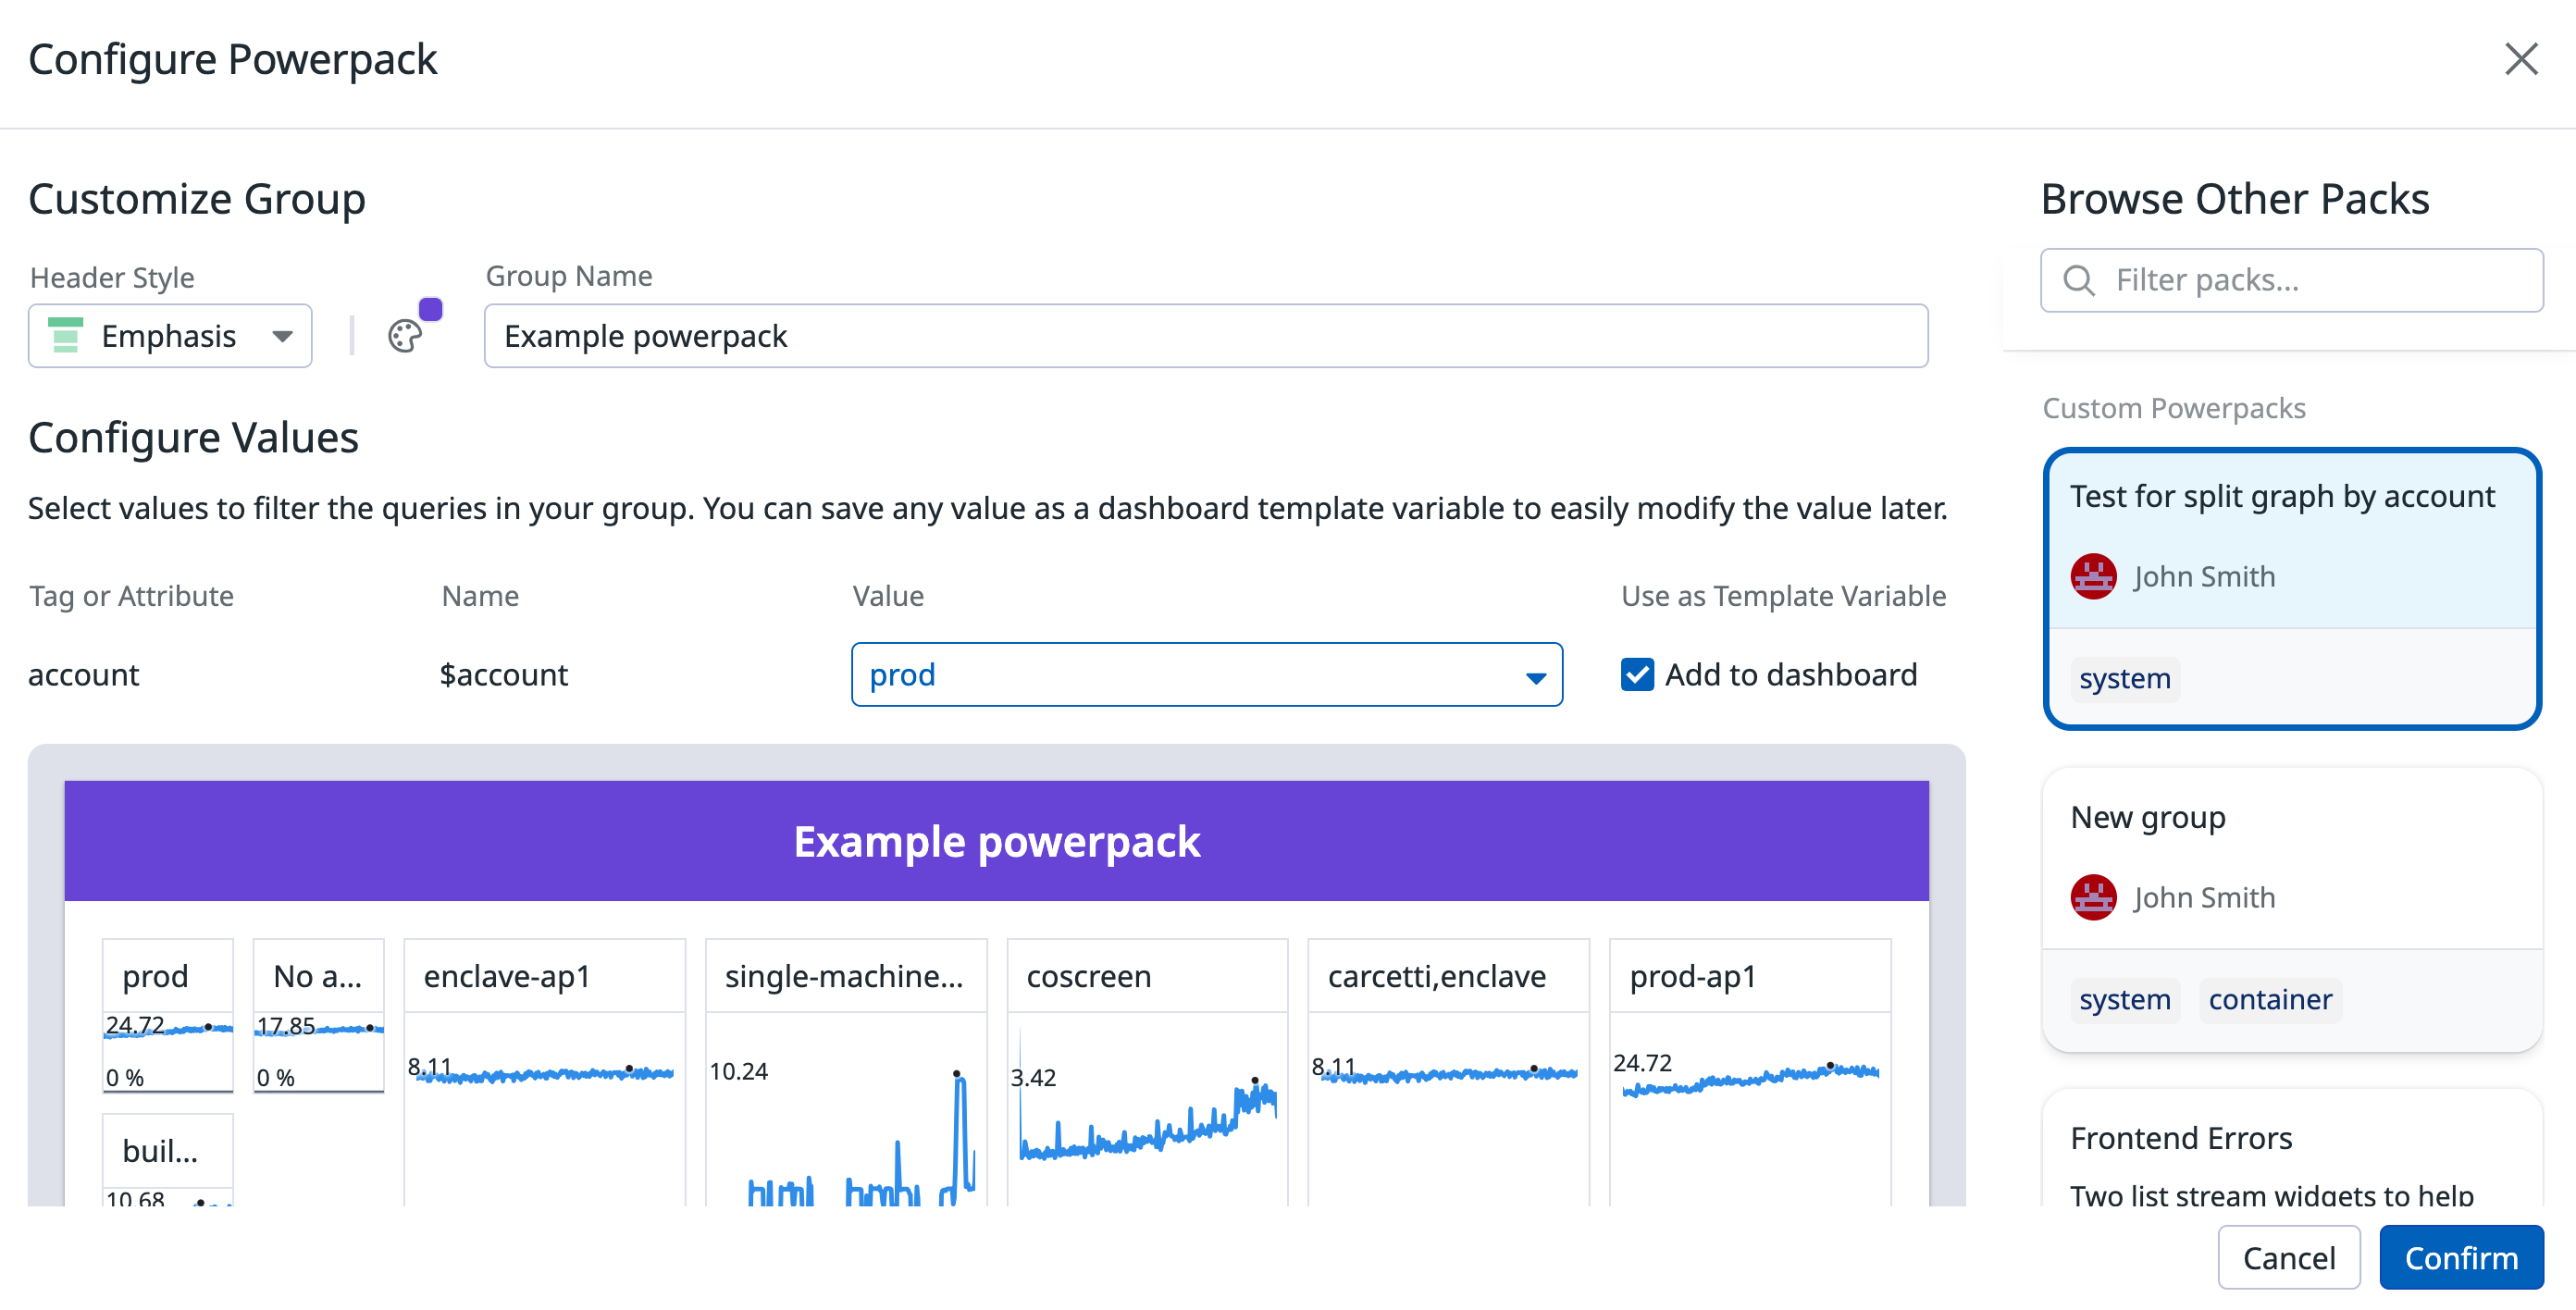 Configure Powerpack
Customize Group
Header Style
Group Name
Emphasis
Example powerpack
Configure Values
Select values to filter the queries in your group. You can save any value as a dashboard template variable to easily modify the value later.
Tag or Attribute Name Value Use as Template Variable
account $account prod Add to dashboard
Example powerpack
prod No a... enclave-ap1 single-machine... coscreen carcetti,enclave prod-ap1
24.72 17.85 8.11 10.24 3.42 8.11 24.72
0 % 0 %
buil...
10.68
Browse Other Packs
Filter packs...
Custom Powerpacks
Test for split graph by account
John Smith
system
New group
John Smith
system container
Frontend Errors
Two list stream widgets to help
Cancel Confirm